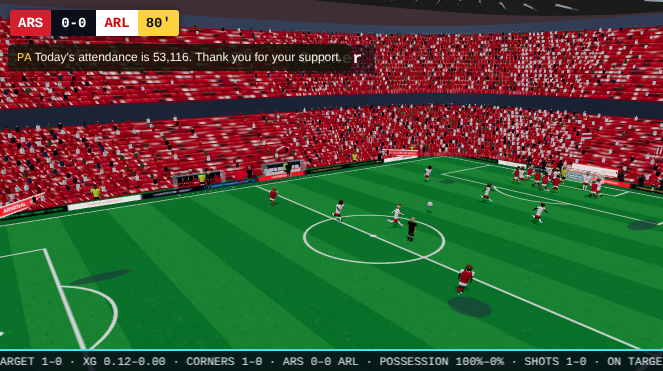 ARS 0-0 ARL 80'
PA Today's attendance is 53,116. Thank you for your support.
er
ARSENAL
ARGET 1–0 · XG 0.12–0.00 · CORNERS 1–0 · ARS 0-0 ARL · POSSESSION 100%–0% · SHOTS 1–0 · ON TARGE